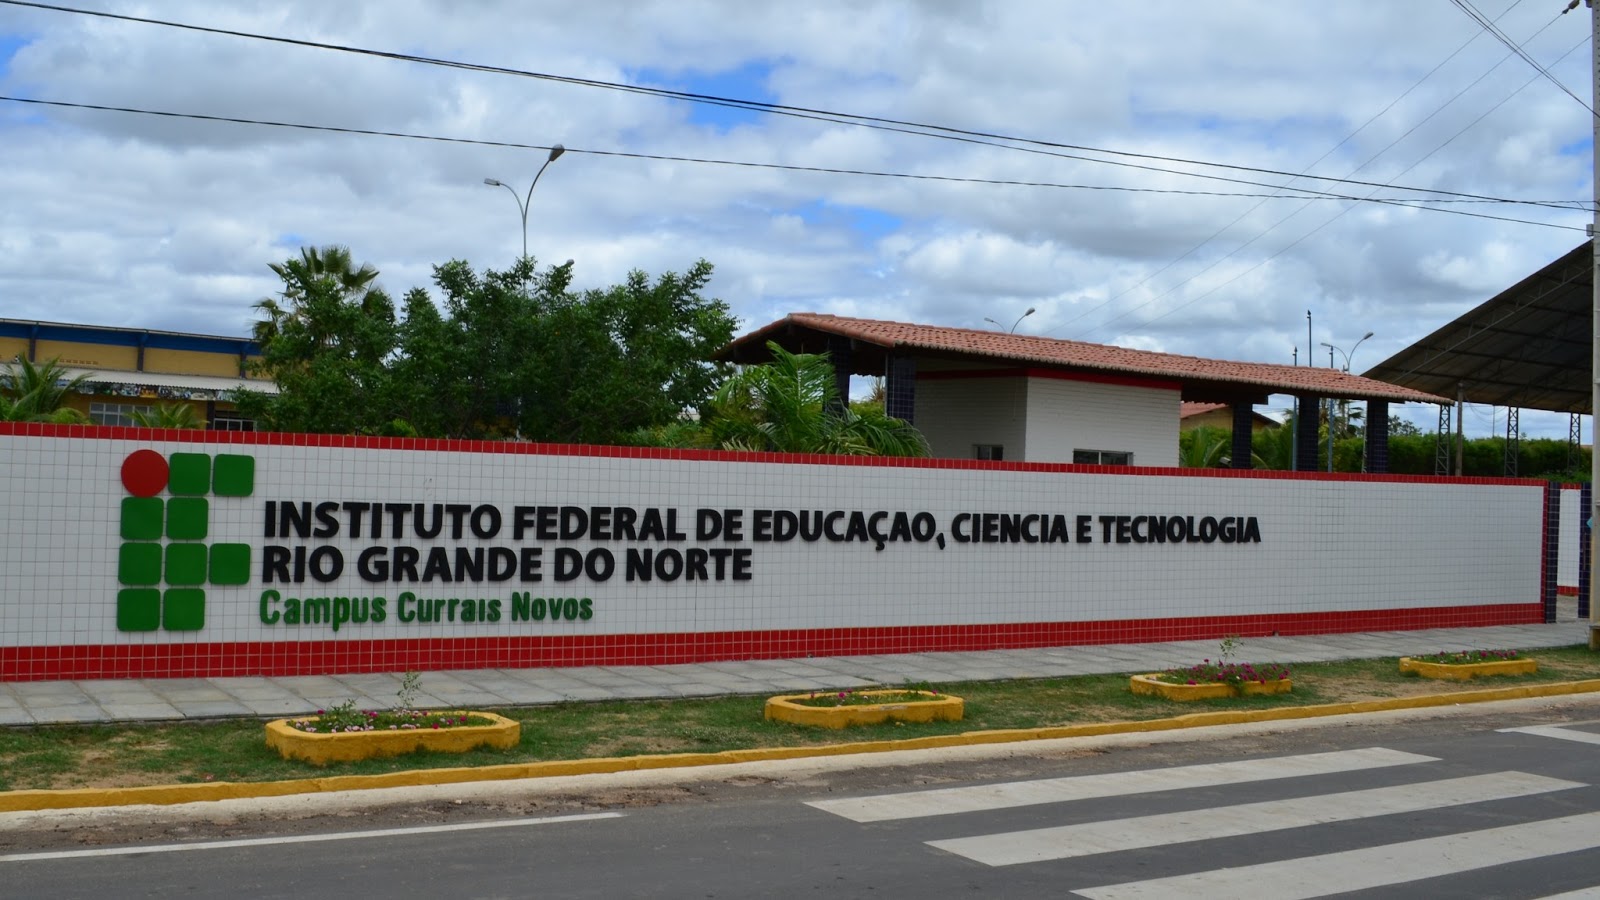 INSTITUTO FEDERAL DE EDUCAÇAO, CIENCIA E TECNOLOGIA
RIO GRANDE DO NORTE
Campus Currais Novos